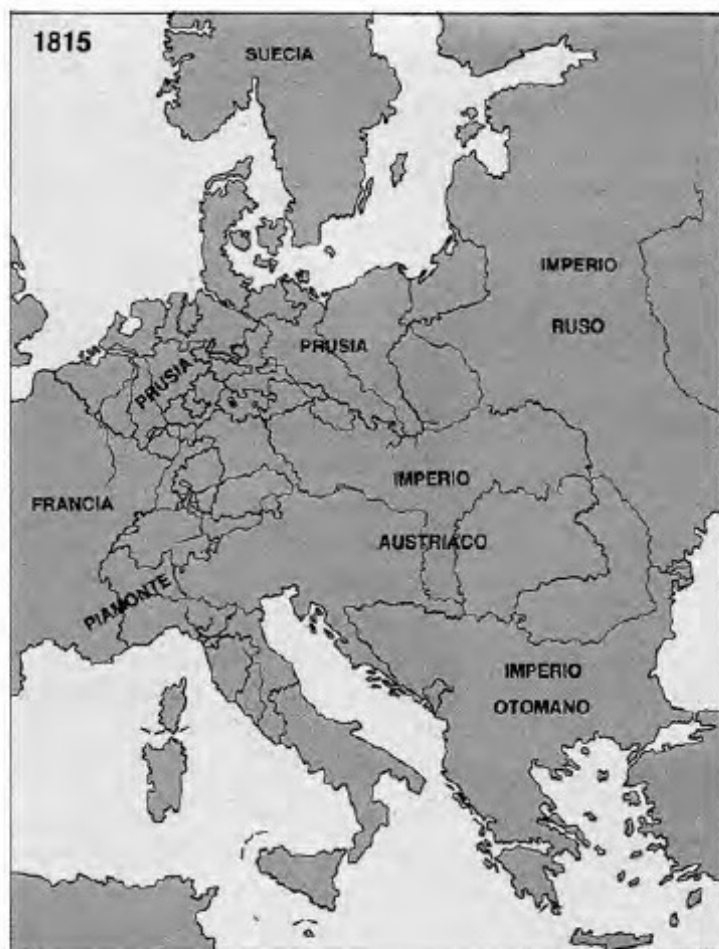 1815
SUECIA
IMPERIO
RUSO
PRUSIA
PRUSIA
FRANCIA
IMPERIO
AUSTRIACO
PIAMONTE
IMPERIO
OTOMANO